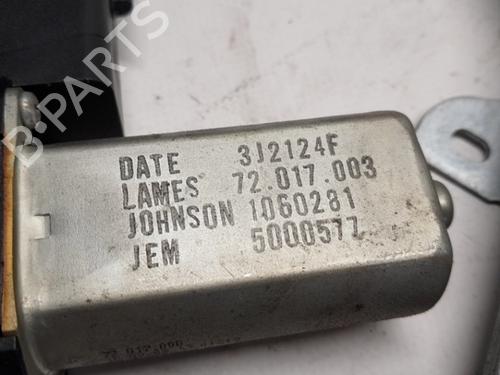 B-PARTS
DATE 3J2124F
LAMES 72.017.003
JOHNSON 1060281
JEM 5000577